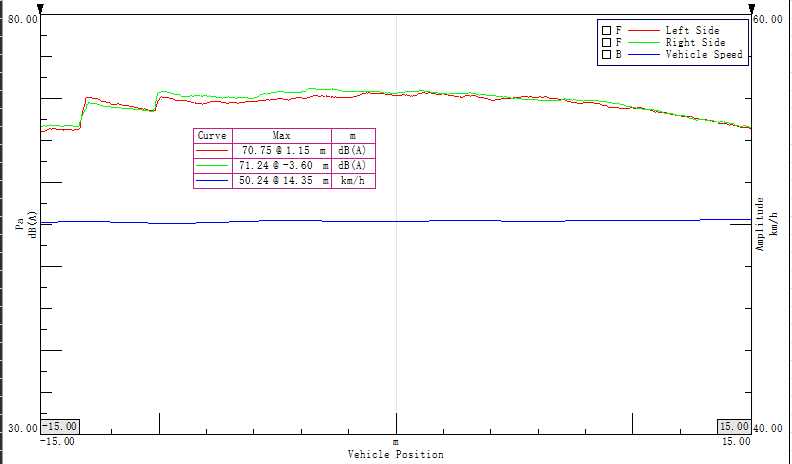 80.00
60.00
F Left Side
F Right Side
B Vehicle Speed
Curve Max m
70.75 @ 1.15 m dB(A)
71.24 @ -3.60 m dB(A)
50.24 @ 14.35 m km/h
Pa
dB(A)
Amplitude
km/h
30.00
-15.00
15.00
40.00
-15.00
m
15.00
Vehicle Position